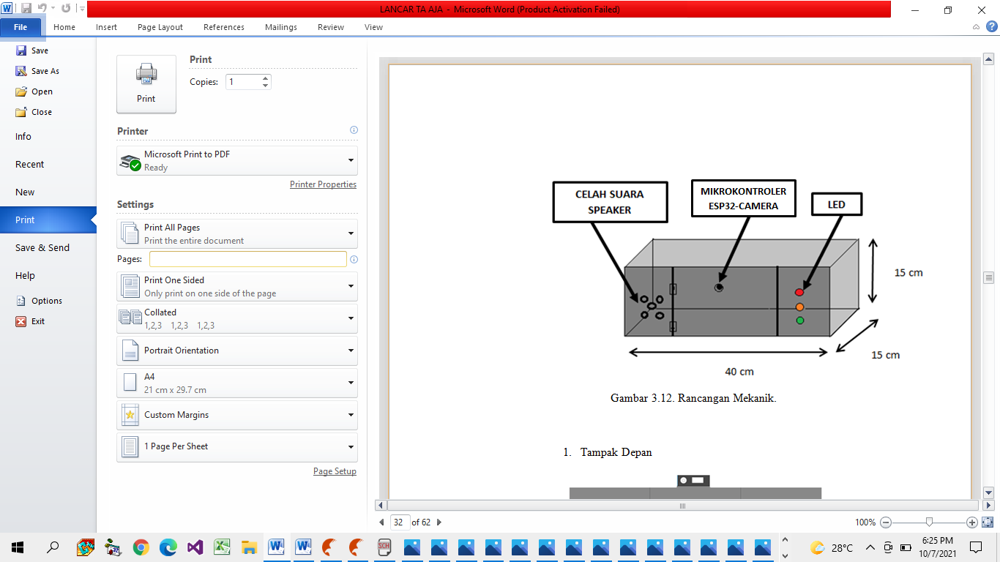 LANCAR TA AJA - Microsoft Word (Product Activation Failed)
File Home Insert Page Layout References Mailings Review View
Save
Save As
Open
Close
Info
Recent
New
Print
Save & Send
Help
Options
Exit
Print
Print
Copies: 1
Printer
Microsoft Print to PDF
Ready
Printer Properties
Settings
Print All Pages
Print the entire document
Pages:
Print One Sided
Only print on one side of the page
Collated
1,2,3 1,2,3 1,2,3
Portrait Orientation
A4
21 cm x 29.7 cm
Custom Margins
1 Page Per Sheet
Page Setup
CELAH SUARA
SPEAKER
MIKROKONTROLER
ESP32-CAMERA
LED
15 cm
15 cm
40 cm
Gambar 3.12. Rancangan Mekanik.
1. Tampak Depan
32 of 62
100%
SCH
28°C
6:25 PM
10/7/2021